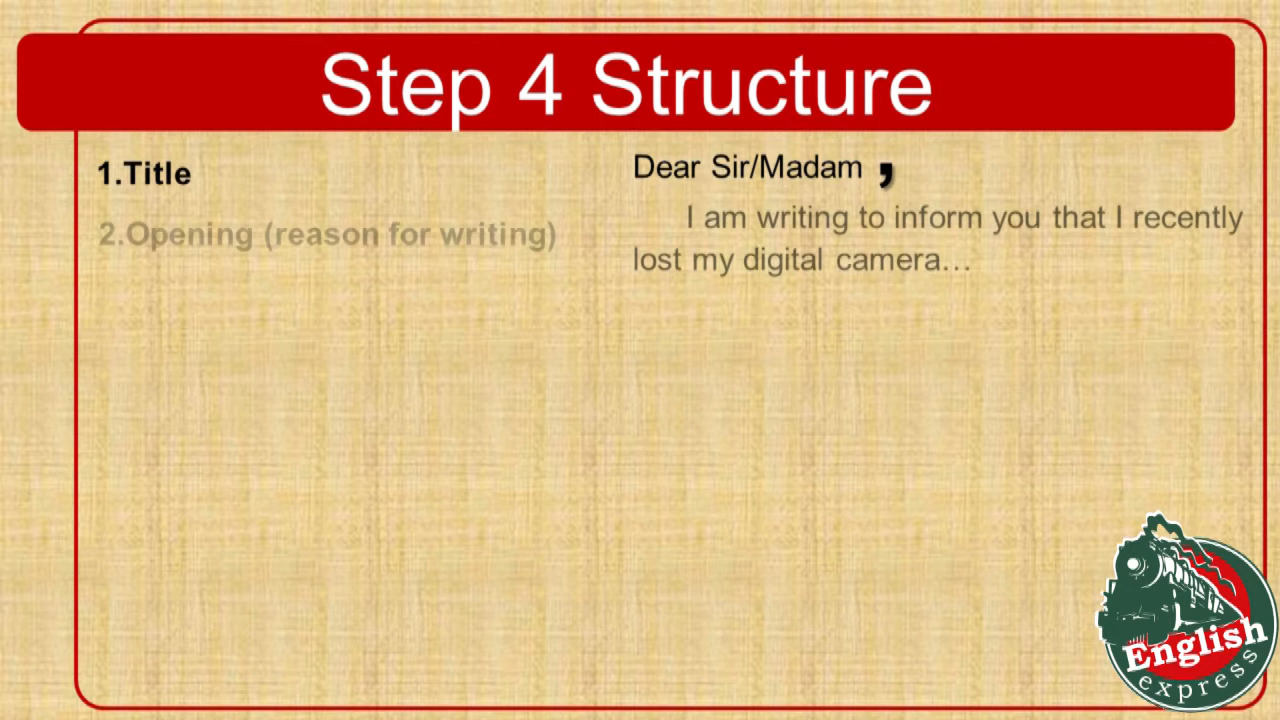 Step 4 Structure
1.Title
Dear Sir/Madam ,
2.Opening (reason for writing)
I am writing to inform you that I recently
lost my digital camera…
English
express